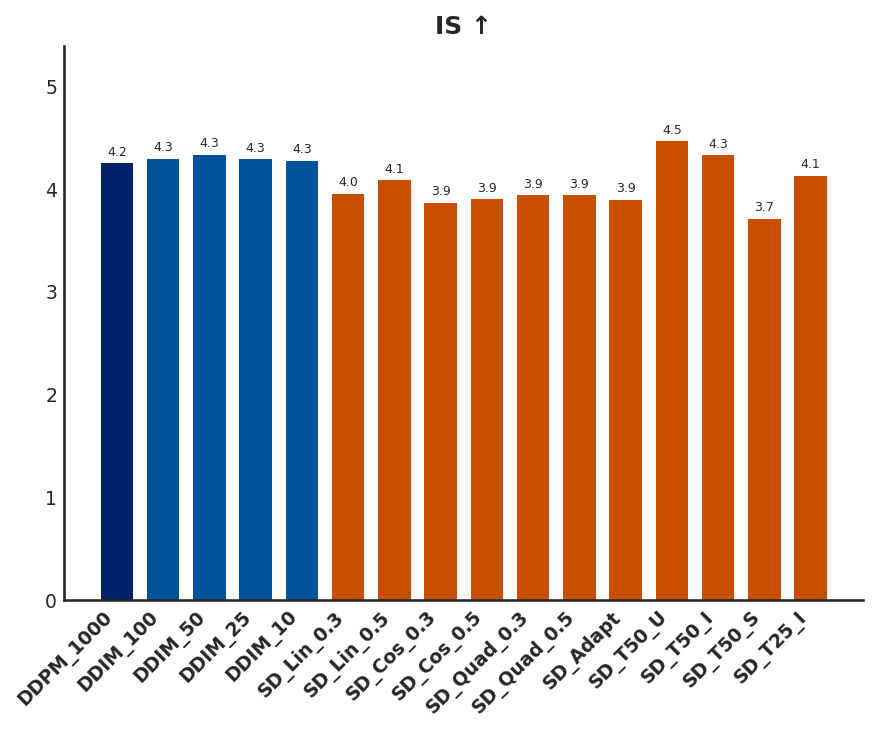 IS ↑
5
4
3
2
1
0
4.2
4.3
4.3
4.3
4.3
4.0
4.1
3.9
3.9
3.9
3.9
3.9
4.5
4.3
3.7
4.1
DDPM_1000
DDIM_100
DDIM_50
DDIM_25
DDIM_10
SD_Lin_0.3
SD_Lin_0.5
SD_Cos_0.3
SD_Cos_0.5
SD_Quad_0.3
SD_Quad_0.5
SD_Adapt
SD_T50_U
SD_T50_I
SD_T50_S
SD_T25_I